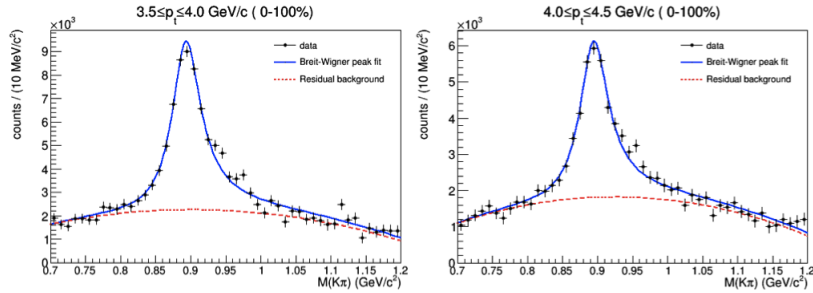 3.5≤pt≤4.0 GeV/c ( 0-100%)
×10³
counts / (10 MeV/c²)
9
8
7
6
5
4
3
2
1
0
data
Breit-Wigner peak fit
Residual background
0.7 0.75 0.8 0.85 0.9 0.95 1 1.05 1.1 1.15 1.2
M(Kπ) (GeV/c²)
4.0≤pt≤4.5 GeV/c ( 0-100%)
×10³
counts / (10 MeV/c²)
6
5
4
3
2
1
0
data
Breit-Wigner peak fit
Residual background
0.7 0.75 0.8 0.85 0.9 0.95 1 1.05 1.1 1.15 1.2
M(Kπ) (GeV/c²)